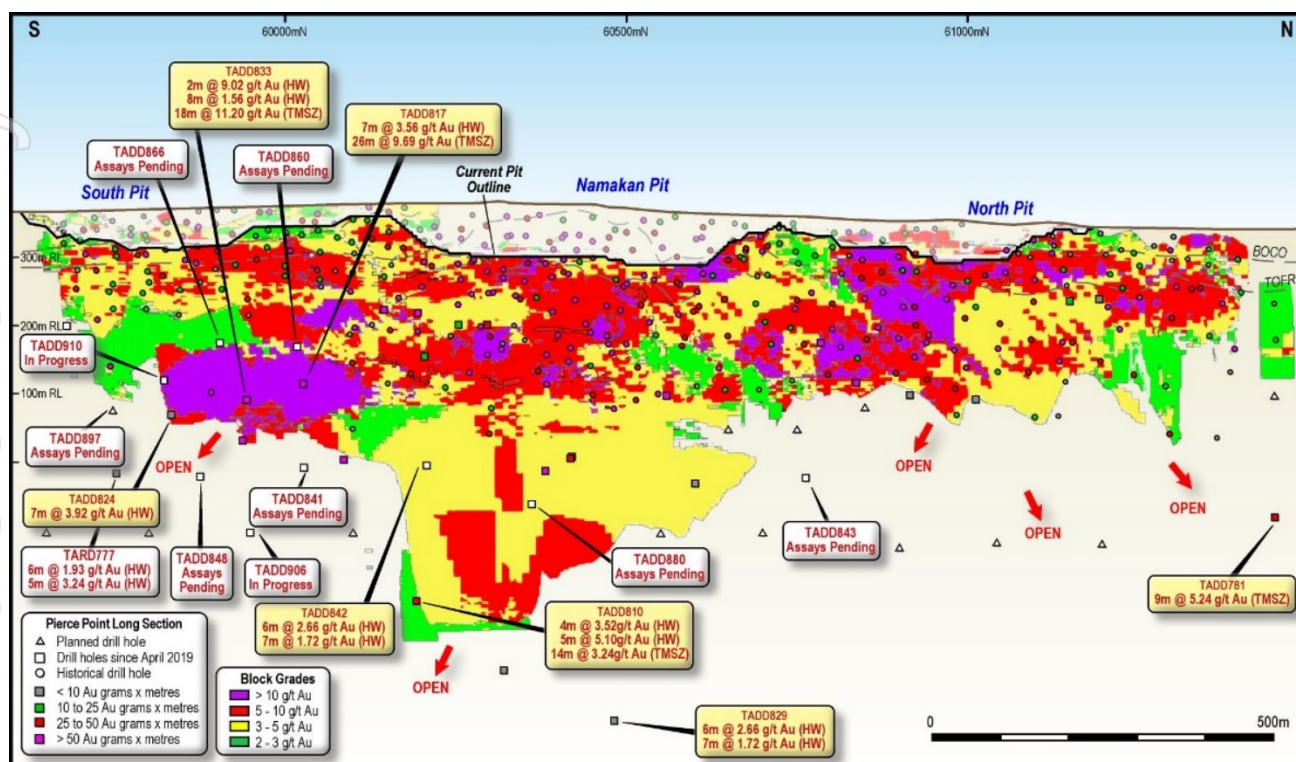 S
60000mN
60500mN
61000mN
N
TADD833
2m @ 9.02 g/t Au (HW)
8m @ 1.56 g/t Au (HW)
18m @ 11.20 g/t Au (TMSZ)
TADD817
7m @ 3.56 g/t Au (HW)
26m @ 9.69 g/t Au (TMSZ)
TADD866
Assays Pending
TADD860
Assays Pending
South Pit
Current Pit
Outline
Namakan Pit
North Pit
BOCO
TOFR
300m RL
200m RL
100m RL
TADD910
In Progress
TADD897
Assays Pending
OPEN
TADD824
7m @ 3.92 g/t Au (HW)
TARD777
6m @ 1.93 g/t Au (HW)
5m @ 3.24 g/t Au (HW)
TADD848
Assays
Pending
TADD841
Assays Pending
TADD906
In Progress
TADD842
6m @ 2.66 g/t Au (HW)
7m @ 1.72 g/t Au (HW)
TADD880
Assays Pending
TADD810
4m @ 3.52g/t Au (HW)
5m @ 5.10g/t Au (HW)
14m @ 3.24g/t Au (TMSZ)
TADD843
Assays Pending
OPEN
OPEN
OPEN
OPEN
TADD781
9m @ 5.24 g/t Au (TMSZ)
TADD829
6m @ 2.66 g/t Au (HW)
7m @ 1.72 g/t Au (HW)
Pierce Point Long Section
Planned drill hole
Drill holes since April 2019
Historical drill hole
< 10 Au grams x metres
10 to 25 Au grams x metres
25 to 50 Au grams x metres
> 50 Au grams x metres
Block Grades
> 10 g/t Au
5 - 10 g/t Au
3 - 5 g/t Au
2 - 3 g/t Au
0
500m